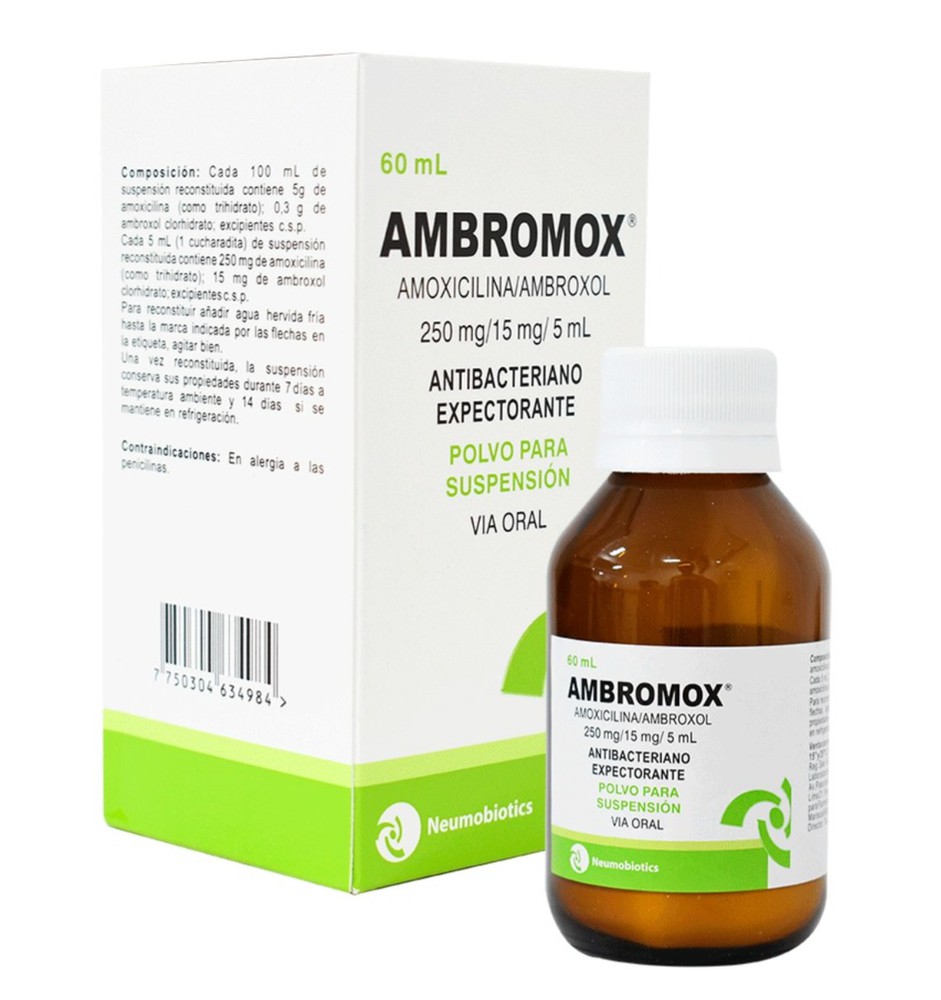 Composición: Cada 100 mL de
suspensión reconstituida contiene 5g de
amoxicilina (como trihidrato); 0,3 g de
ambroxol clorhidrato; excipientes c.s.p.
Cada 5 mL (1 cucharadita) de suspensión
reconstituida contiene 250 mg de amoxicilina
(como trihidrato); 15 mg de ambroxol
clorhidrato; excipientes c.s.p.
Para reconstituir añadir agua hervida fría
hasta la marca indicada por las flechas en
la etiqueta, agitar bien.
Una vez reconstituida, la suspensión
conserva sus propiedades durante 7 días a
temperatura ambiente y 14 días si se
mantiene en refrigeración.
Contraindicaciones: En alergia a las
penicilinas.
7 750304 634984 >
60 mL
AMBROMOX®
AMOXICILINA/AMBROXOL
250 mg/15 mg/ 5 mL
ANTIBACTERIANO
EXPECTORANTE
POLVO PARA
SUSPENSIÓN
VIA ORAL
Neumobiotics
60 mL
AMBROMOX®
AMOXICILINA/AMBROXOL
250 mg/15 mg/ 5 mL
ANTIBACTERIANO
EXPECTORANTE
POLVO PARA
SUSPENSIÓN
VIA ORAL
Neumobiotics